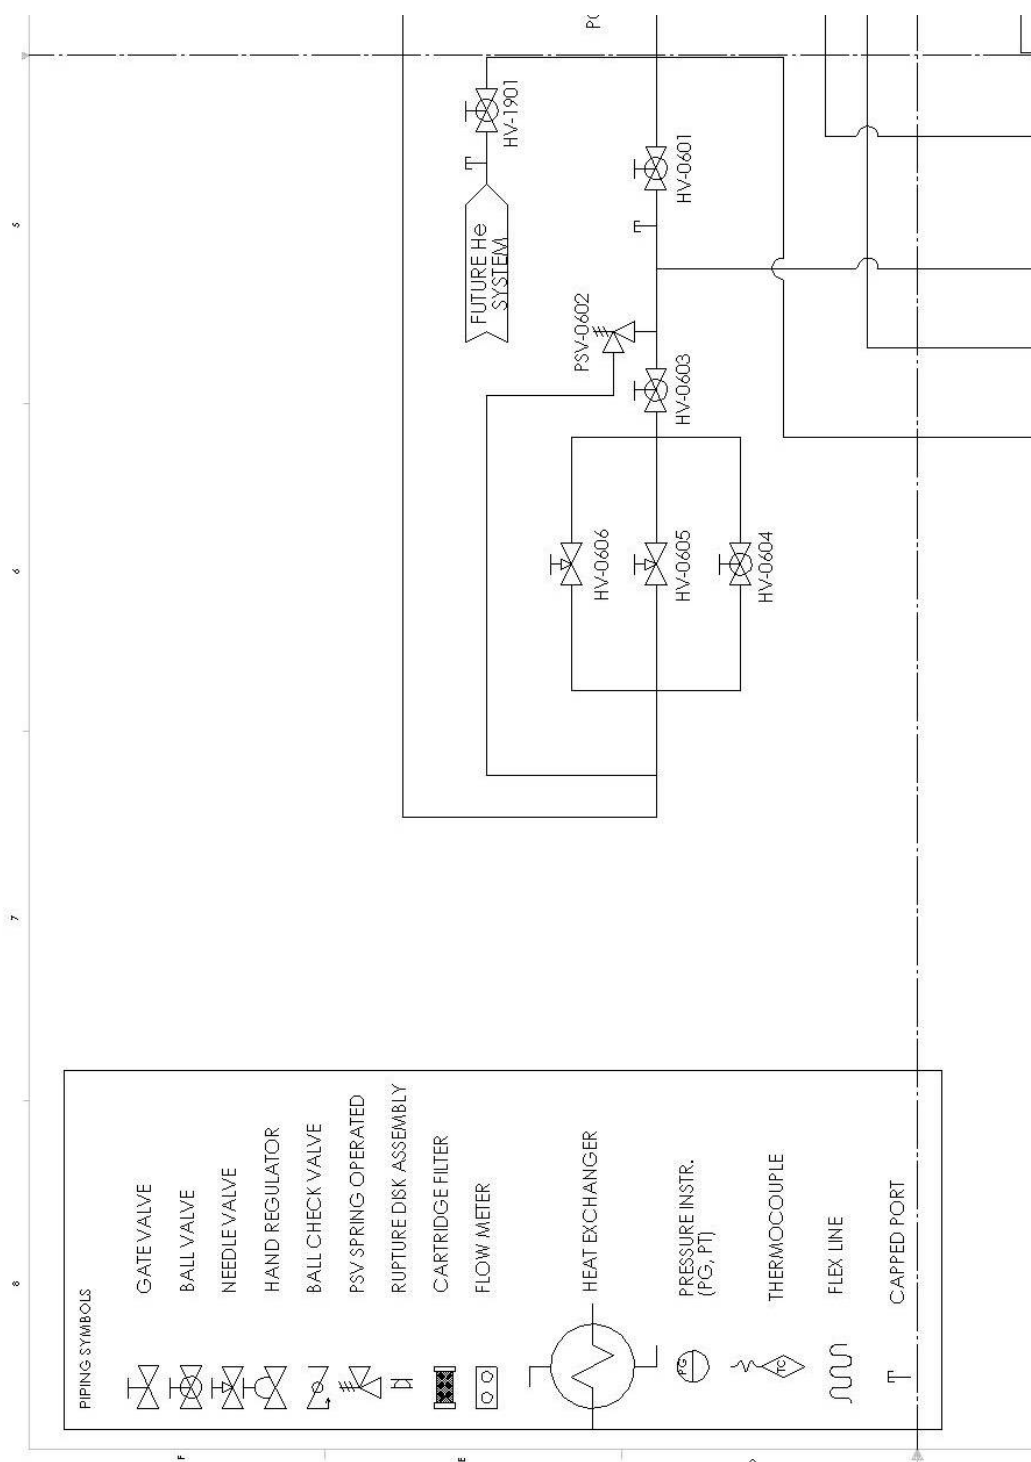 PIPING SYMBOLS
GATE VALVE
BALL VALVE
NEEDLE VALVE
HAND REGULATOR
BALL CHECK VALVE
PSV SPRING OPERATED
RUPTURE DISK ASSEMBLY
CARTRIDGE FILTER
FLOW METER
HEAT EXCHANGER
PG
PRESSURE INSTR.
(PG, PT)
TC
THERMOCOUPLE
FLEX LINE
CAPPED PORT
FUTURE He
SYSTEM
HV-1901
PSV-0602
HV-0601
HV-0603
HV-0606
HV-0605
HV-0604
5
6
7
8
F
E